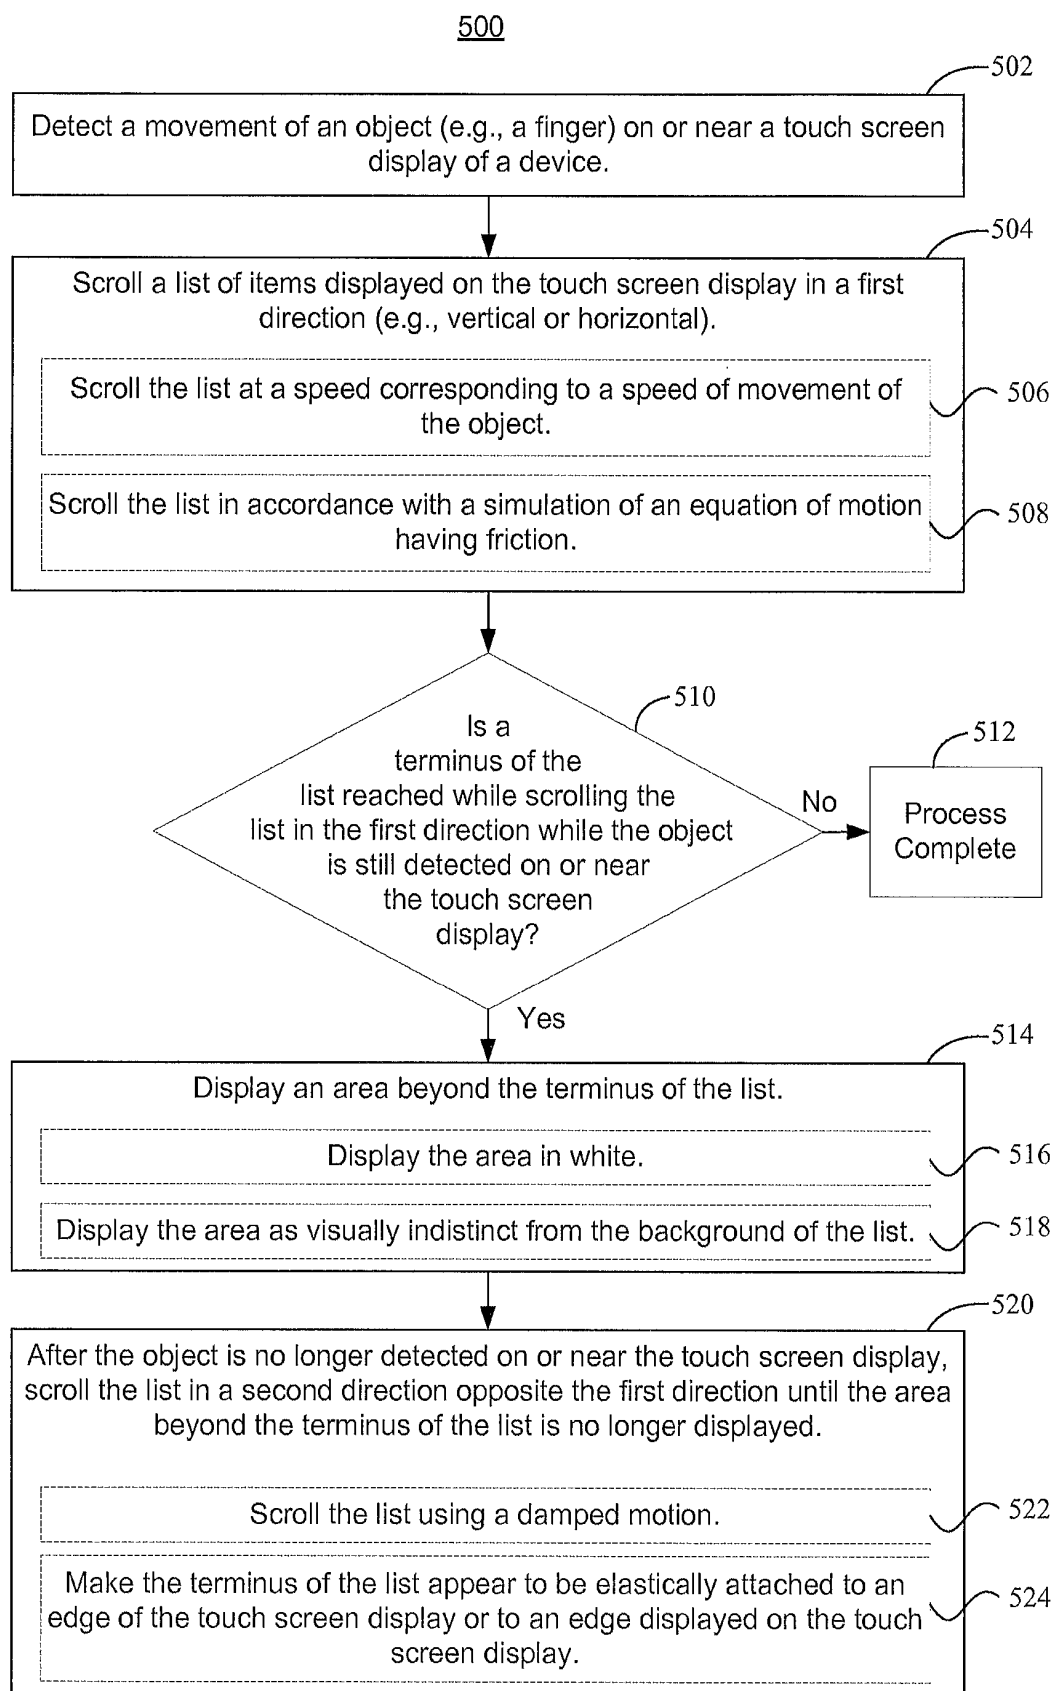 500
502
Detect a movement of an object (e.g., a finger) on or near a touch screen
display of a device.
504
Scroll a list of items displayed on the touch screen display in a first
direction (e.g., vertical or horizontal).
Scroll the list at a speed corresponding to a speed of movement of
the object.
506
Scroll the list in accordance with a simulation of an equation of motion
having friction.
508
510
Is a
terminus of the
list reached while scrolling the
list in the first direction while the object
is still detected on or near
the touch screen
display?
No
512
Process
Complete
Yes
514
Display an area beyond the terminus of the list.
Display the area in white.
516
Display the area as visually indistinct from the background of the list.
518
520
After the object is no longer detected on or near the touch screen display,
scroll the list in a second direction opposite the first direction until the area
beyond the terminus of the list is no longer displayed.
Scroll the list using a damped motion.
522
Make the terminus of the list appear to be elastically attached to an
edge of the touch screen display or to an edge displayed on the touch
screen display.
524